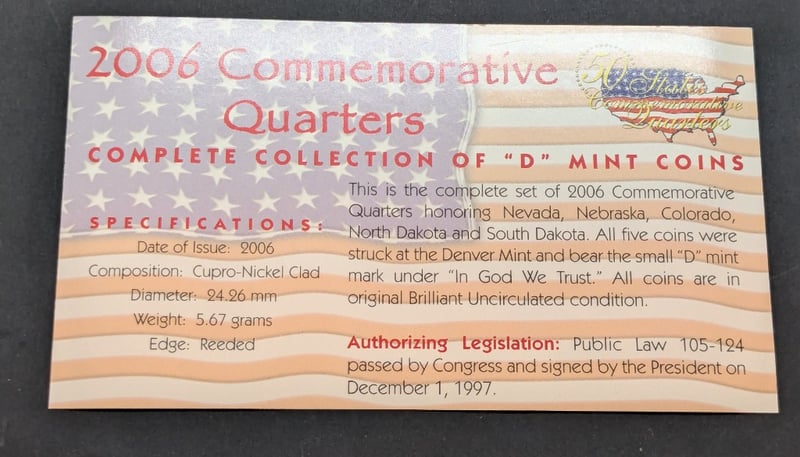 2006 Commemorative
Quarters
50 States
Commemorative
Quarters
COMPLETE COLLECTION OF "D" MINT COINS
SPECIFICATIONS:
Date of Issue: 2006
Composition: Cupro-Nickel Clad
Diameter: 24.26 mm
Weight: 5.67 grams
Edge: Reeded
This is the complete set of 2006 Commemorative
Quarters honoring Nevada, Nebraska, Colorado,
North Dakota and South Dakota. All five coins were
struck at the Denver Mint and bear the small "D" mint
mark under "In God We Trust." All coins are in
original Brilliant Uncirculated condition.
Authorizing Legislation: Public Law 105-124
passed by Congress and signed by the President on
December 1, 1997.